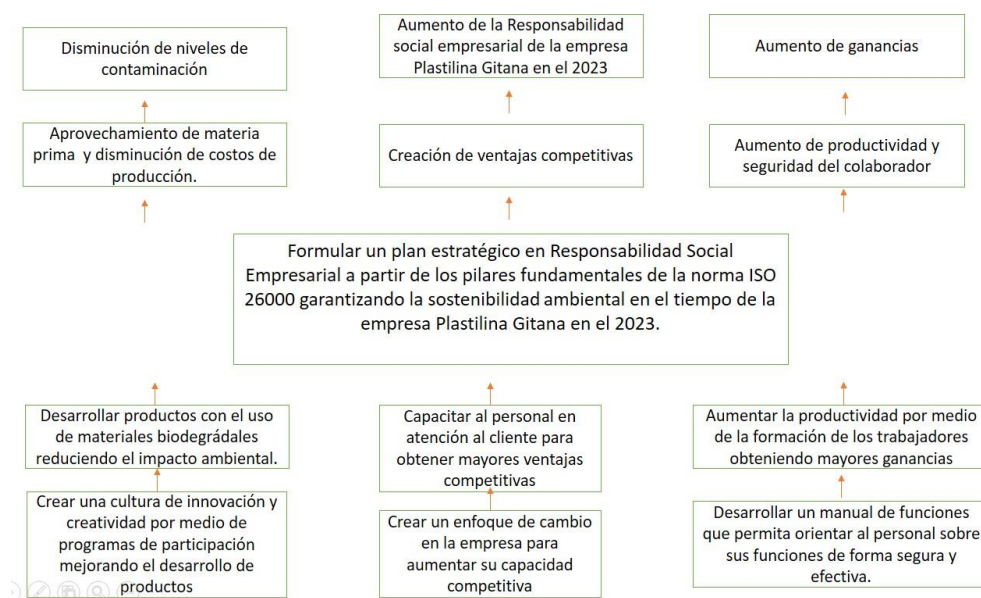 Disminución de niveles de
contaminación
Aumento de la Responsabilidad
social empresarial de la empresa
Plastilina Gitana en el 2023
Aumento de ganancias
Aprovechamiento de materia
prima y disminución de costos de
producción.
Creación de ventajas competitivas
Aumento de productividad y
seguridad del colaborador
Formular un plan estratégico en Responsabilidad Social
Empresarial a partir de los pilares fundamentales de la norma ISO
26000 garantizando la sostenibilidad ambiental en el tiempo de la
empresa Plastilina Gitana en el 2023.
Desarrollar productos con el uso
de materiales biodegrádales
reduciendo el impacto ambiental.
Capacitar al personal en
atención al cliente para
obtener mayores ventajas
competitivas
Aumentar la productividad por medio
de la formación de los trabajadores
obteniendo mayores ganancias
Crear una cultura de innovación y
creatividad por medio de
programas de participación
mejorando el desarrollo de
productos
Crear un enfoque de cambio
en la empresa para
aumentar su capacidad
competitiva
Desarrollar un manual de funciones
que permita orientar al personal sobre
sus funciones de forma segura y
efectiva.